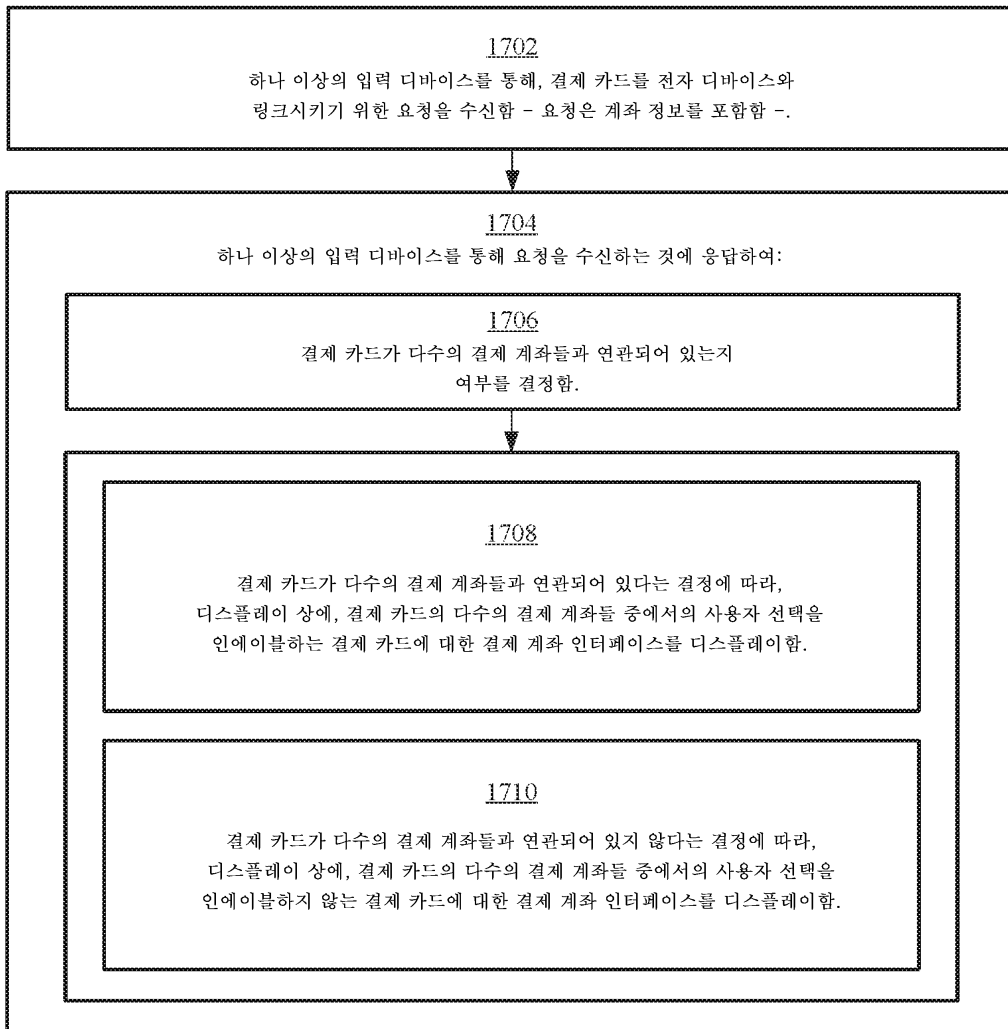 1702
하나 이상의 입력 디바이스를 통해, 결제 카드를 전자 디바이스와
링크시키기 위한 요청을 수신함 – 요청은 계좌 정보를 포함함 –.
1704
하나 이상의 입력 디바이스를 통해 요청을 수신하는 것에 응답하여:
1706
결제 카드가 다수의 결제 계좌들과 연관되어 있는지
여부를 결정함.
1708
결제 카드가 다수의 결제 계좌들과 연관되어 있다는 결정에 따라,
디스플레이 상에, 결제 카드의 다수의 결제 계좌들 중에서의 사용자 선택을
인에이블하는 결제 카드에 대한 결제 계좌 인터페이스를 디스플레이함.
1710
결제 카드가 다수의 결제 계좌들과 연관되어 있지 않다는 결정에 따라,
디스플레이 상에, 결제 카드의 다수의 결제 계좌들 중에서의 사용자 선택을
인에이블하지 않는 결제 카드에 대한 결제 계좌 인터페이스를 디스플레이함.